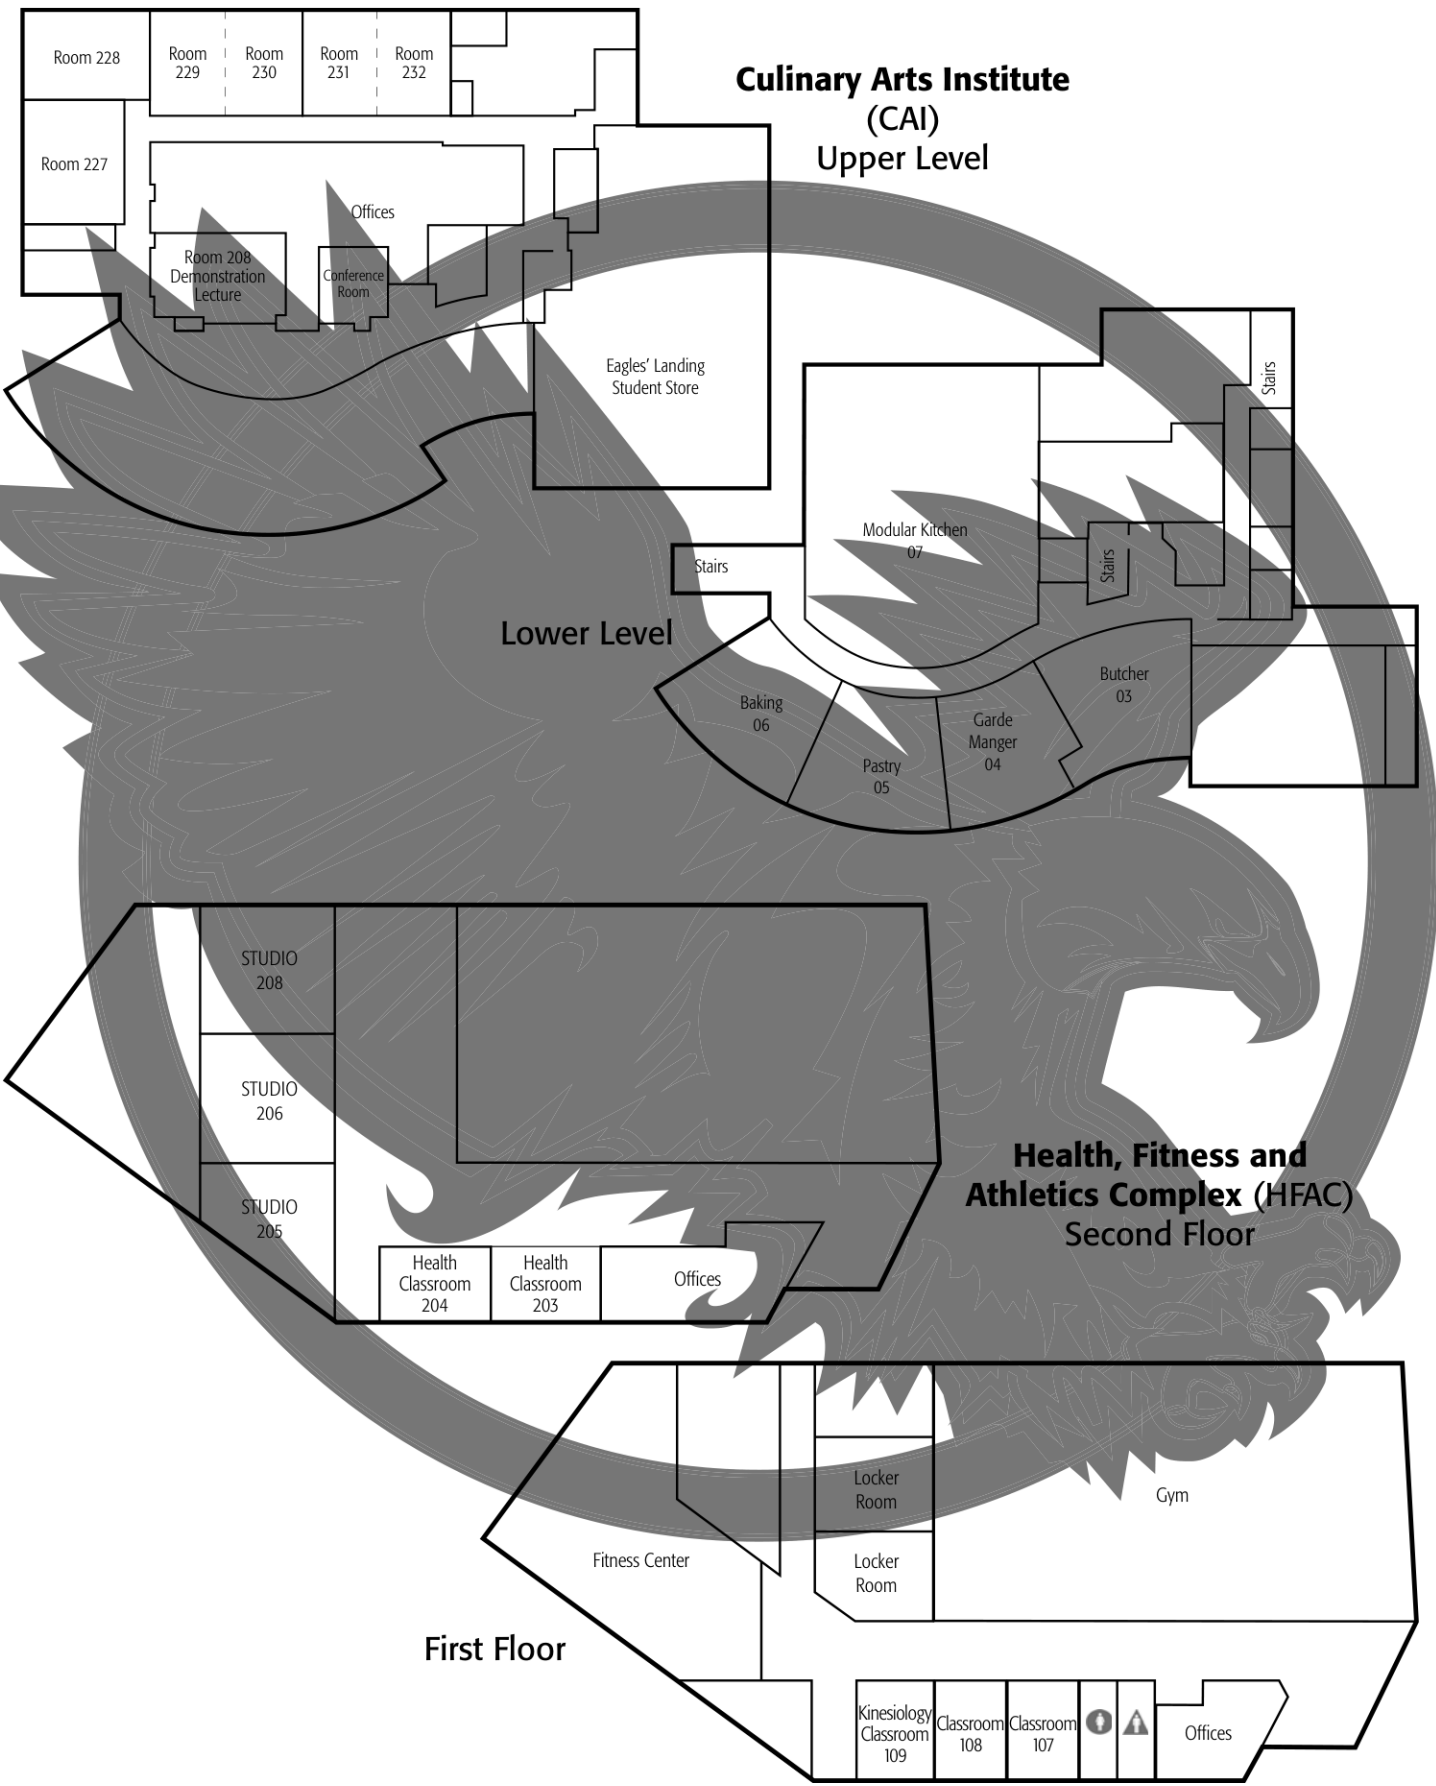 Culinary Arts Institute
(CAI)
Upper Level
Room 228
Room
229
Room
230
Room
231
Room
232
Room 227
Offices
Room 208
Demonstration
Lecture
Conference
Room
Eagles’ Landing
Student Store
Lower Level
Stairs
Stairs
Modular Kitchen
07
Stairs
Baking
06
Pastry
05
Garde
Manger
04
Butcher
03
Health, Fitness and
Athletics Complex (HFAC)
Second Floor
STUDIO
208
STUDIO
206
STUDIO
205
Health
Classroom
204
Health
Classroom
203
Offices
First Floor
Fitness Center
Locker
Room
Locker
Room
Gym
Kinesiology
Classroom
109
Classroom
108
Classroom
107
Offices